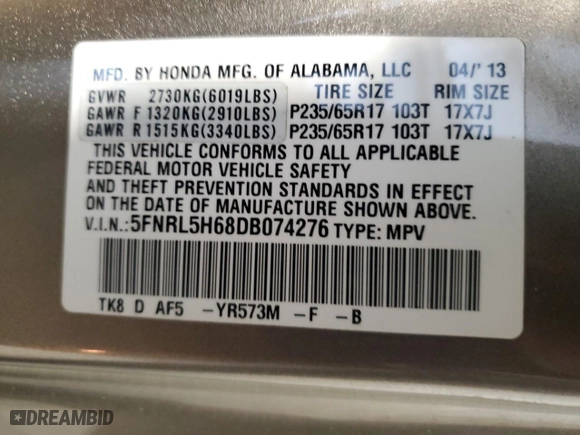 MFD. BY HONDA MFG. OF ALABAMA, LLC 04/'13
GVWR 2730KG(6019LBS) TIRE SIZE RIM SIZE
GAWR F 1320KG(2910LBS) P235/65R17 103T 17X7J
GAWR R 1515KG(3340LBS) P235/65R17 103T 17X7J
THIS VEHICLE CONFORMS TO ALL APPLICABLE
FEDERAL MOTOR VEHICLE SAFETY
AND THEFT PREVENTION STANDARDS IN EFFECT
ON THE DATE OF MANUFACTURE SHOWN ABOVE.
V.I.N.:5FNRL5H68DB074276 TYPE: MPV
TK8 D AF5 -YR573M -F -B
DREAMBID